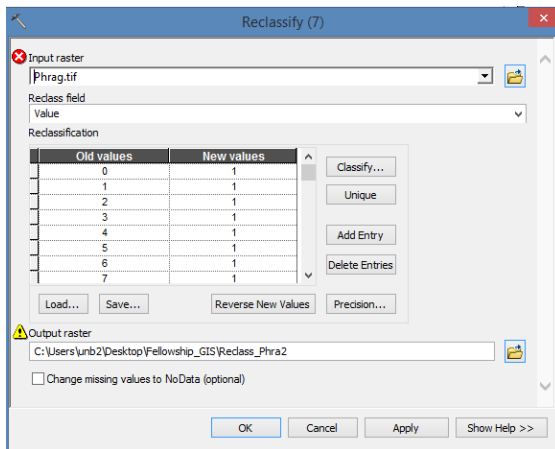 Reclassify (7)
Input raster
Phrag.tif
Reclass field
Value
Reclassification
Old values New values
0 1
1 1
2 1
3 1
4 1
5 1
6 1
7 1
Classify...
Unique
Add Entry
Delete Entries
Load... Save... Reverse New Values Precision...
Output raster
C:\Users\unb2\Desktop\Fellowship_GIS\Reclass_Phra2
Change missing values to NoData (optional)
OK Cancel Apply Show Help >>